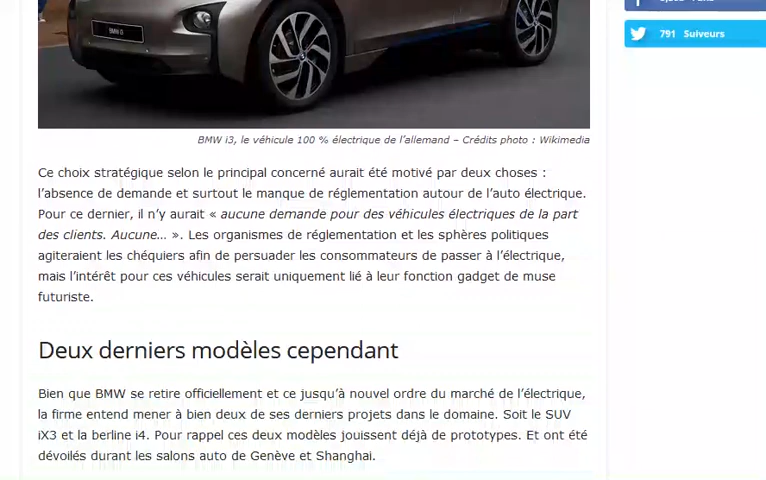 791 Suiveurs
BMW i3, le véhicule 100 % électrique de l'allemand – Crédits photo : Wikimedia
Ce choix stratégique selon le principal concerné aurait été motivé par deux choses :
l'absence de demande et surtout le manque de réglementation autour de l'auto électrique.
Pour ce dernier, il n'y aurait « aucune demande pour des véhicules électriques de la part
des clients. Aucune… ». Les organismes de réglementation et les sphères politiques
agiteraient les chéquiers afin de persuader les consommateurs de passer à l'électrique,
mais l'intérêt pour ces véhicules serait uniquement lié à leur fonction gadget de muse
futuriste.
Deux derniers modèles cependant
Bien que BMW se retire officiellement et ce jusqu'à nouvel ordre du marché de l'électrique,
la firme entend mener à bien deux de ses derniers projets dans le domaine. Soit le SUV
iX3 et la berline i4. Pour rappel ces deux modèles jouissent déjà de prototypes. Et ont été
dévoilés durant les salons auto de Genève et Shanghai.